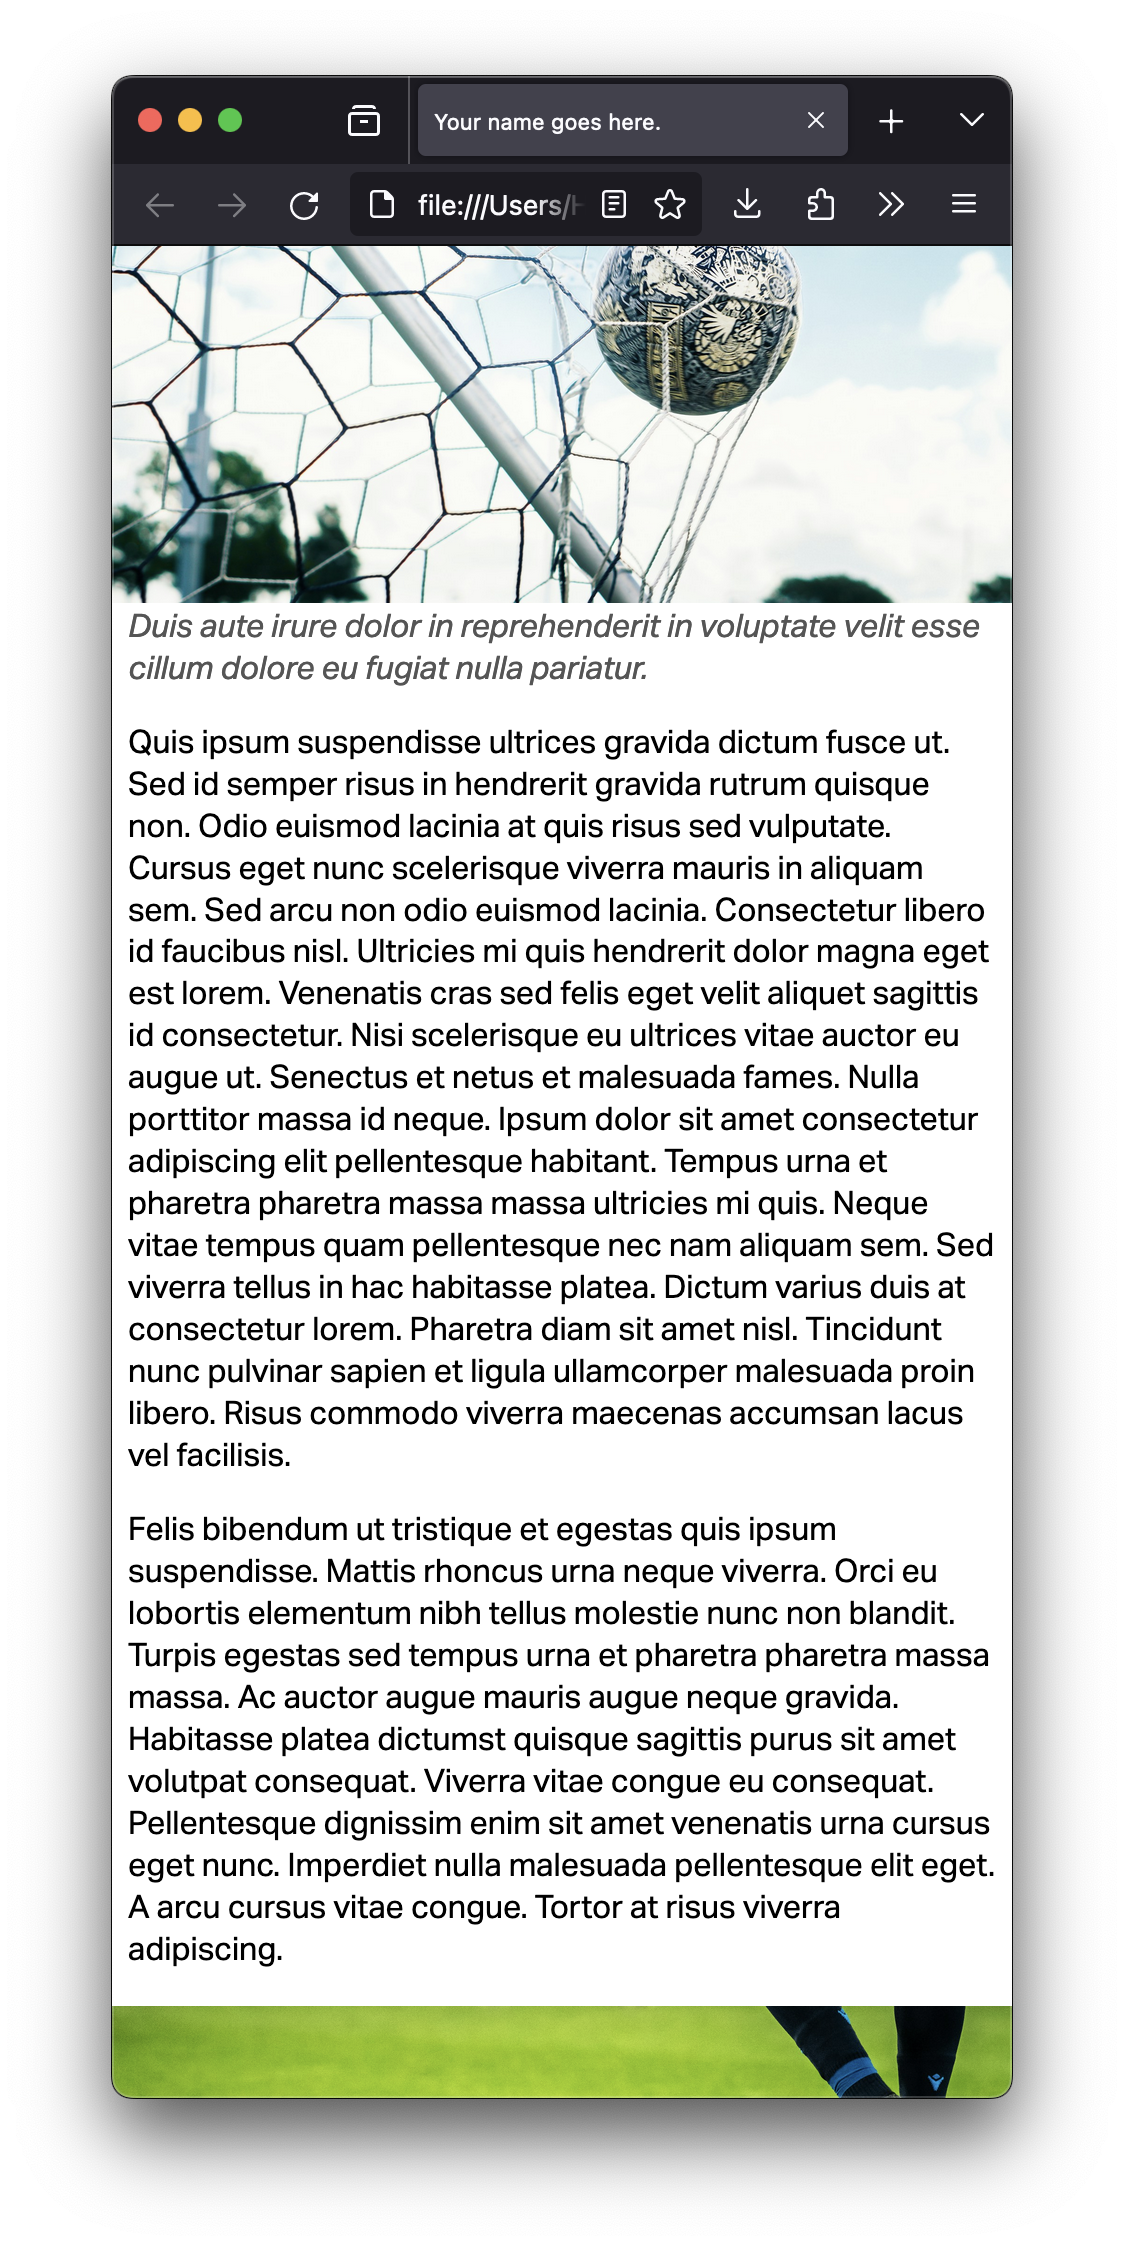 Your name goes here.
file:///Users/
Duis aute irure dolor in reprehenderit in voluptate velit esse
cillum dolore eu fugiat nulla pariatur.
Quis ipsum suspendisse ultrices gravida dictum fusce ut.
Sed id semper risus in hendrerit gravida rutrum quisque
non. Odio euismod lacinia at quis risus sed vulputate.
Cursus eget nunc scelerisque viverra mauris in aliquam
sem. Sed arcu non odio euismod lacinia. Consectetur libero
id faucibus nisl. Ultricies mi quis hendrerit dolor magna eget
est lorem. Venenatis cras sed felis eget velit aliquet sagittis
id consectetur. Nisi scelerisque eu ultrices vitae auctor eu
augue ut. Senectus et netus et malesuada fames. Nulla
porttitor massa id neque. Ipsum dolor sit amet consectetur
adipiscing elit pellentesque habitant. Tempus urna et
pharetra pharetra massa massa ultricies mi quis. Neque
vitae tempus quam pellentesque nec nam aliquam sem. Sed
viverra tellus in hac habitasse platea. Dictum varius duis at
consectetur lorem. Pharetra diam sit amet nisl. Tincidunt
nunc pulvinar sapien et ligula ullamcorper malesuada proin
libero. Risus commodo viverra maecenas accumsan lacus
vel facilisis.
Felis bibendum ut tristique et egestas quis ipsum
suspendisse. Mattis rhoncus urna neque viverra. Orci eu
lobortis elementum nibh tellus molestie nunc non blandit.
Turpis egestas sed tempus urna et pharetra pharetra massa
massa. Ac auctor augue mauris augue neque gravida.
Habitasse platea dictumst quisque sagittis purus sit amet
volutpat consequat. Viverra vitae congue eu consequat.
Pellentesque dignissim enim sit amet venenatis urna cursus
eget nunc. Imperdiet nulla malesuada pellentesque elit eget.
A arcu cursus vitae congue. Tortor at risus viverra
adipiscing.